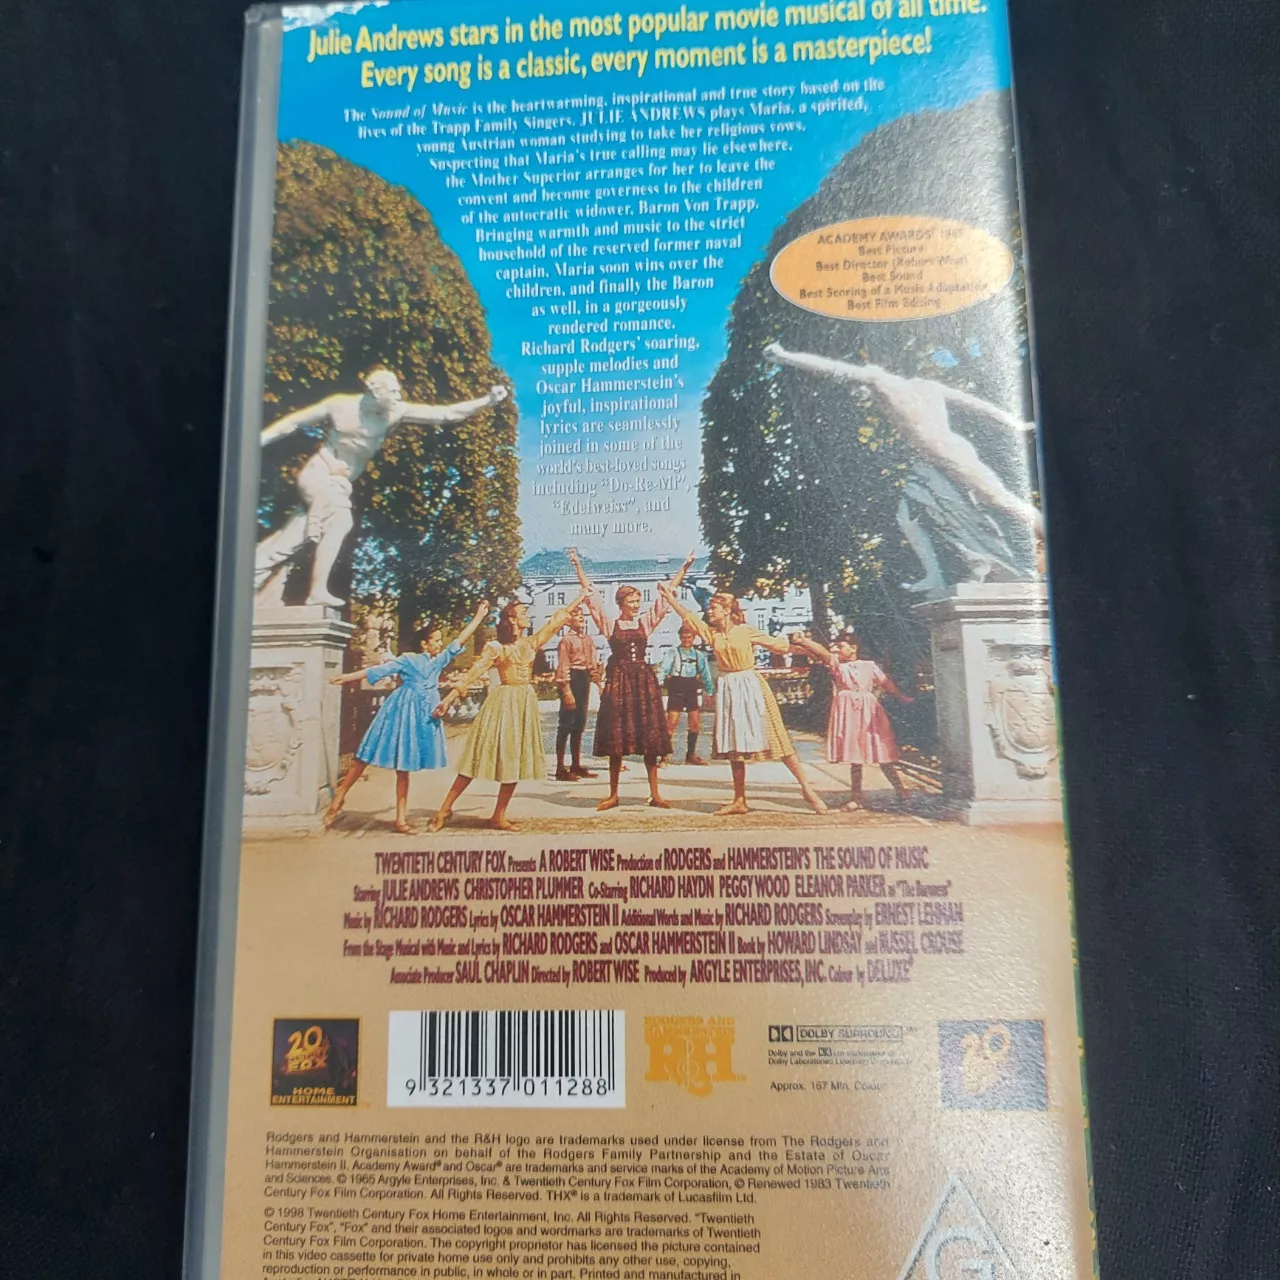 Julie Andrews stars in the most popular movie musical of all time.
Every song is a classic, every moment is a masterpiece!
The Sound of Music is the heartwarming, inspirational and true story based on the
lives of the Trapp Family Singers. JULIE ANDREWS plays Maria, a spirited,
young Austrian woman studying to take her religious vows.
Suspecting that Maria's true calling may lie elsewhere,
the Mother Superior arranges for her to leave the
convent and become governess to the children
of the autocratic widower, Baron Von Trapp.
Bringing warmth and music to the strict
household of the reserved former naval
captain, Maria soon wins over the
children, and finally the Baron
as well, in a gorgeously
rendered romance.
Richard Rodgers' soaring,
supple melodies and
Oscar Hammerstein's
joyful, inspirational
lyrics are seamlessly
joined in some of the
world's best-loved songs
including "Do-Re-Mi",
"Edelweiss", and
many more.
ACADEMY AWARDS® 1965
Best Picture
Best Director (Robert Wise)
Best Sound
Best Scoring of a Music Adaptation
Best Film Editing
TWENTIETH CENTURY FOX Presents A ROBERT WISE Production of RODGERS and HAMMERSTEIN'S THE SOUND OF MUSIC
Starring JULIE ANDREWS CHRISTOPHER PLUMMER Co-Starring RICHARD HAYDN PEGGY WOOD ELEANOR PARKER as "The Baroness"
Music by RICHARD RODGERS Lyrics by OSCAR HAMMERSTEIN II Additional Words and Music by RICHARD RODGERS Screenplay by ERNEST LEHMAN
From the Stage Musical with Music and Lyrics by RICHARD RODGERS and OSCAR HAMMERSTEIN II Book by HOWARD LINDSAY and RUSSEL CROUSE
Associate Producer SAUL CHAPLIN Directed by ROBERT WISE Produced by ARGYLE ENTERPRISES, INC. Colour by DELUXE®
20
CENTURY
FOX
HOME
ENTERTAINMENT
9 321337 011288
RODGERS AND
HAMMERSTEIN
R&H
DOLBY SURROUND
Dolby and the are trademarks of
Dolby Laboratories Licensing Corporation
Approx. 167 Min. Colour
20
Rodgers and Hammerstein and the R&H logo are trademarks used under license from The Rodgers and
Hammerstein Organisation on behalf of the Rodgers Family Partnership and the Estate of Oscar
Hammerstein II. Academy Award® and Oscar® are trademarks and service marks of the Academy of Motion Picture Arts
and Sciences. © 1965 Argyle Enterprises, Inc. & Twentieth Century Fox Film Corporation, © Renewed 1983 Twentieth
Century Fox Film Corporation. All Rights Reserved. THX® is a trademark of Lucasfilm Ltd.
© 1998 Twentieth Century Fox Home Entertainment, Inc. All Rights Reserved. "Twentieth
Century Fox", "Fox" and their associated logos and wordmarks are trademarks of Twentieth
Century Fox Film Corporation. The copyright proprietor has licensed the picture contained
in this video cassette for private home use only and prohibits any other use, copying,
reproduction or performance in public, in whole or in part. Printed and manufactured in
G